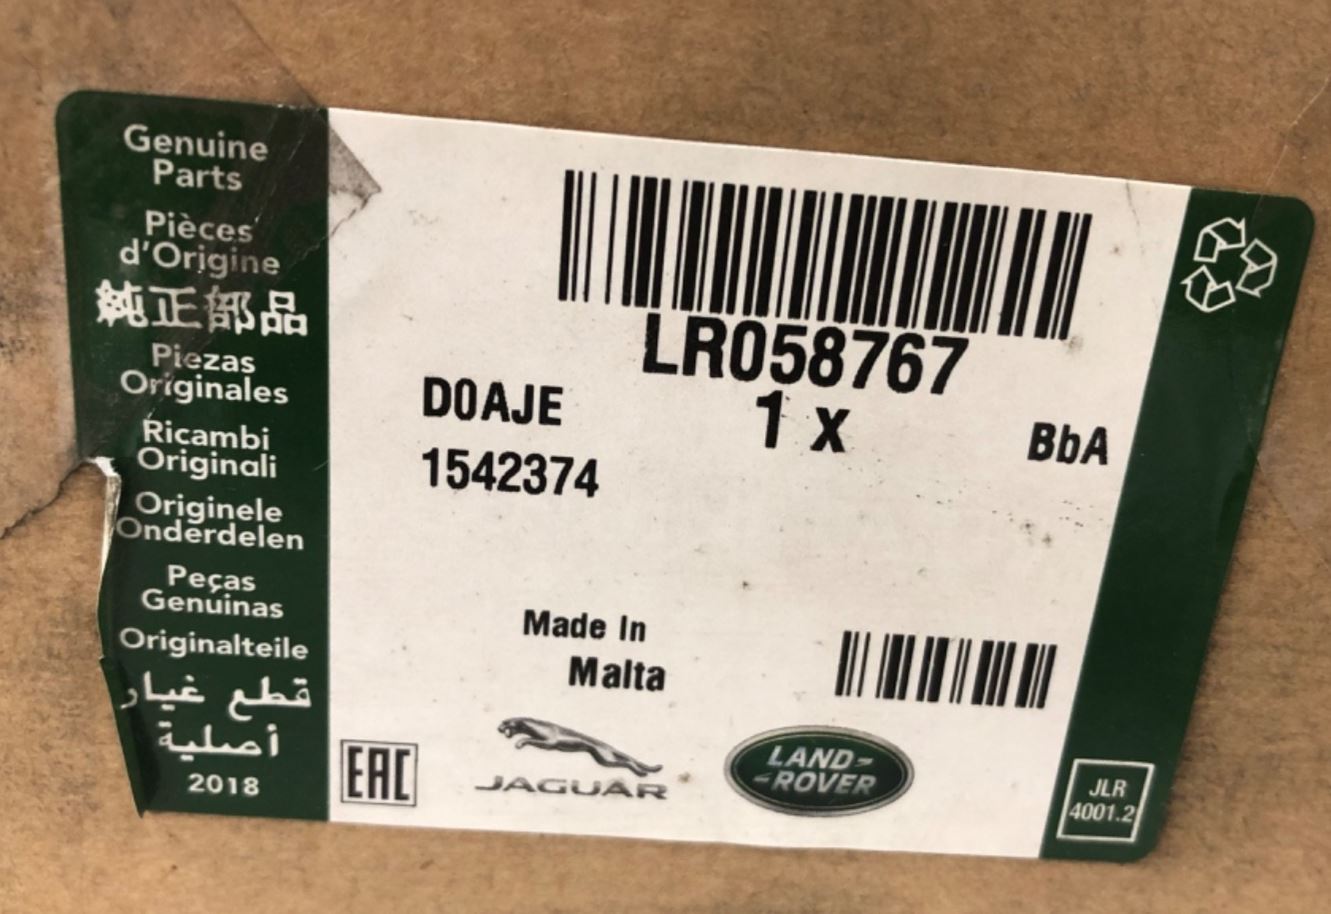 Genuine
Parts
Pièces
d'Origine
純正部品
Piezas
Originales
Ricambi
Originali
Originele
Onderdelen
Peças
Genuinas
Originalteile
قطع غيار
أصلية
2018
LR058767
D0AJE
1 x
BbA
1542374
Made In
Malta
EAC
JAGUAR
LAND-
-ROVER
JLR
4001.2